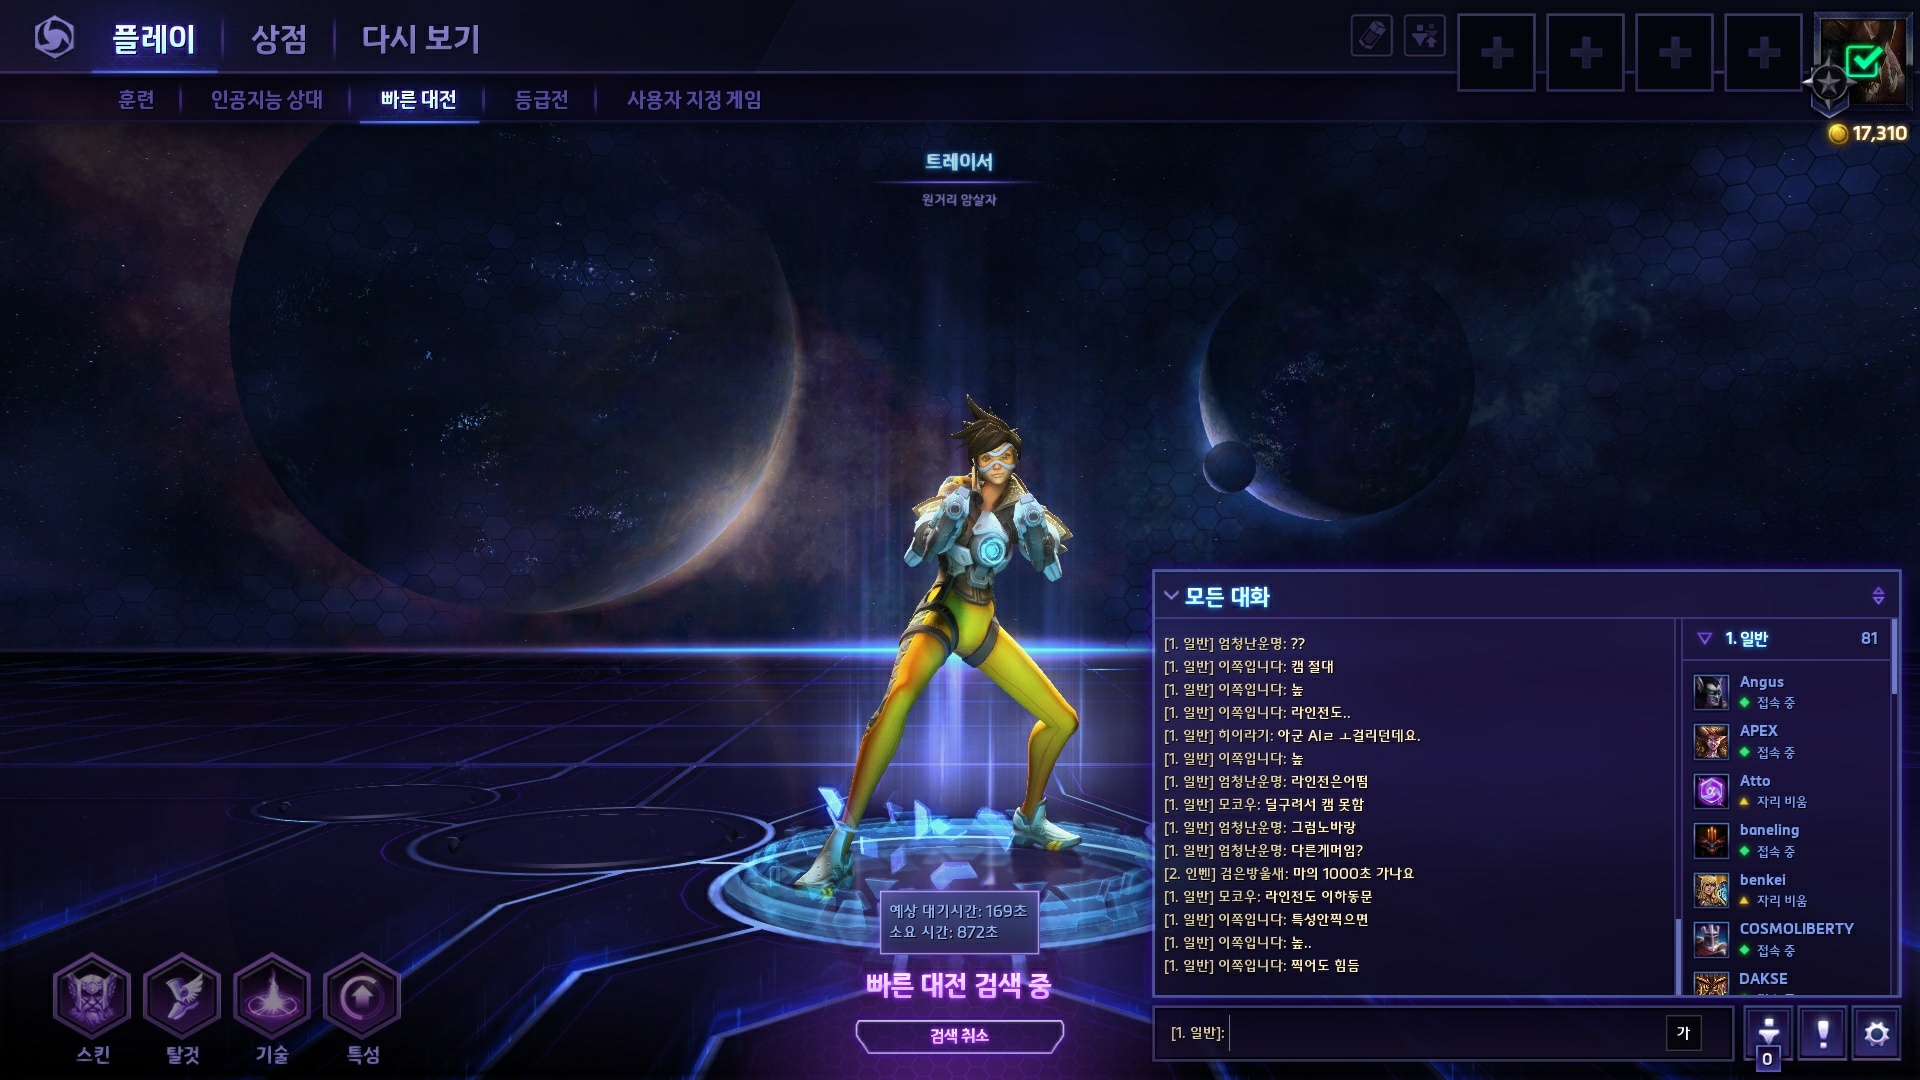 플레이
상점
다시 보기
훈련
인공지능 상대
빠른 대전
등급전
사용자 지정 게임
17,310
트레이서
원거리 암살자
모든 대화
[1. 일반] 엄청난운명: ??
[1. 일반] 이쪽입니다: 캠 절대
[1. 일반] 이쪽입니다: 눞
[1. 일반] 이쪽입니다: 라인전도..
[1. 일반] 히이라기: 아군 AIㄹ ㅗ걸리던데요.
[1. 일반] 이쪽입니다: 눞
[1. 일반] 엄청난운명: 라인전은어떰
[1. 일반] 모코우: 딜구려서 캠 못함
[1. 일반] 엄청난운명: 그럼노바랑
[1. 일반] 엄청난운명: 다른게머임?
[2. 인벤] 검은방울새: 마의 1000초 가나요
[1. 일반] 모코우: 라인전도 이하동문
[1. 일반] 이쪽입니다: 특성안찍으면
[1. 일반] 이쪽입니다: 눞..
[1. 일반] 이쪽입니다: 찍어도 힘듬
1. 일반 81
Angus
접속 중
APEX
접속 중
Atto
자리 비움
baneling
접속 중
benkei
자리 비움
COSMOLIBERTY
접속 중
DAKSE
예상 대기시간: 169초
소요 시간: 872초
빠른 대전 검색 중
검색 취소
스킨
탈것
기술
특성
[1. 일반]:
가
0